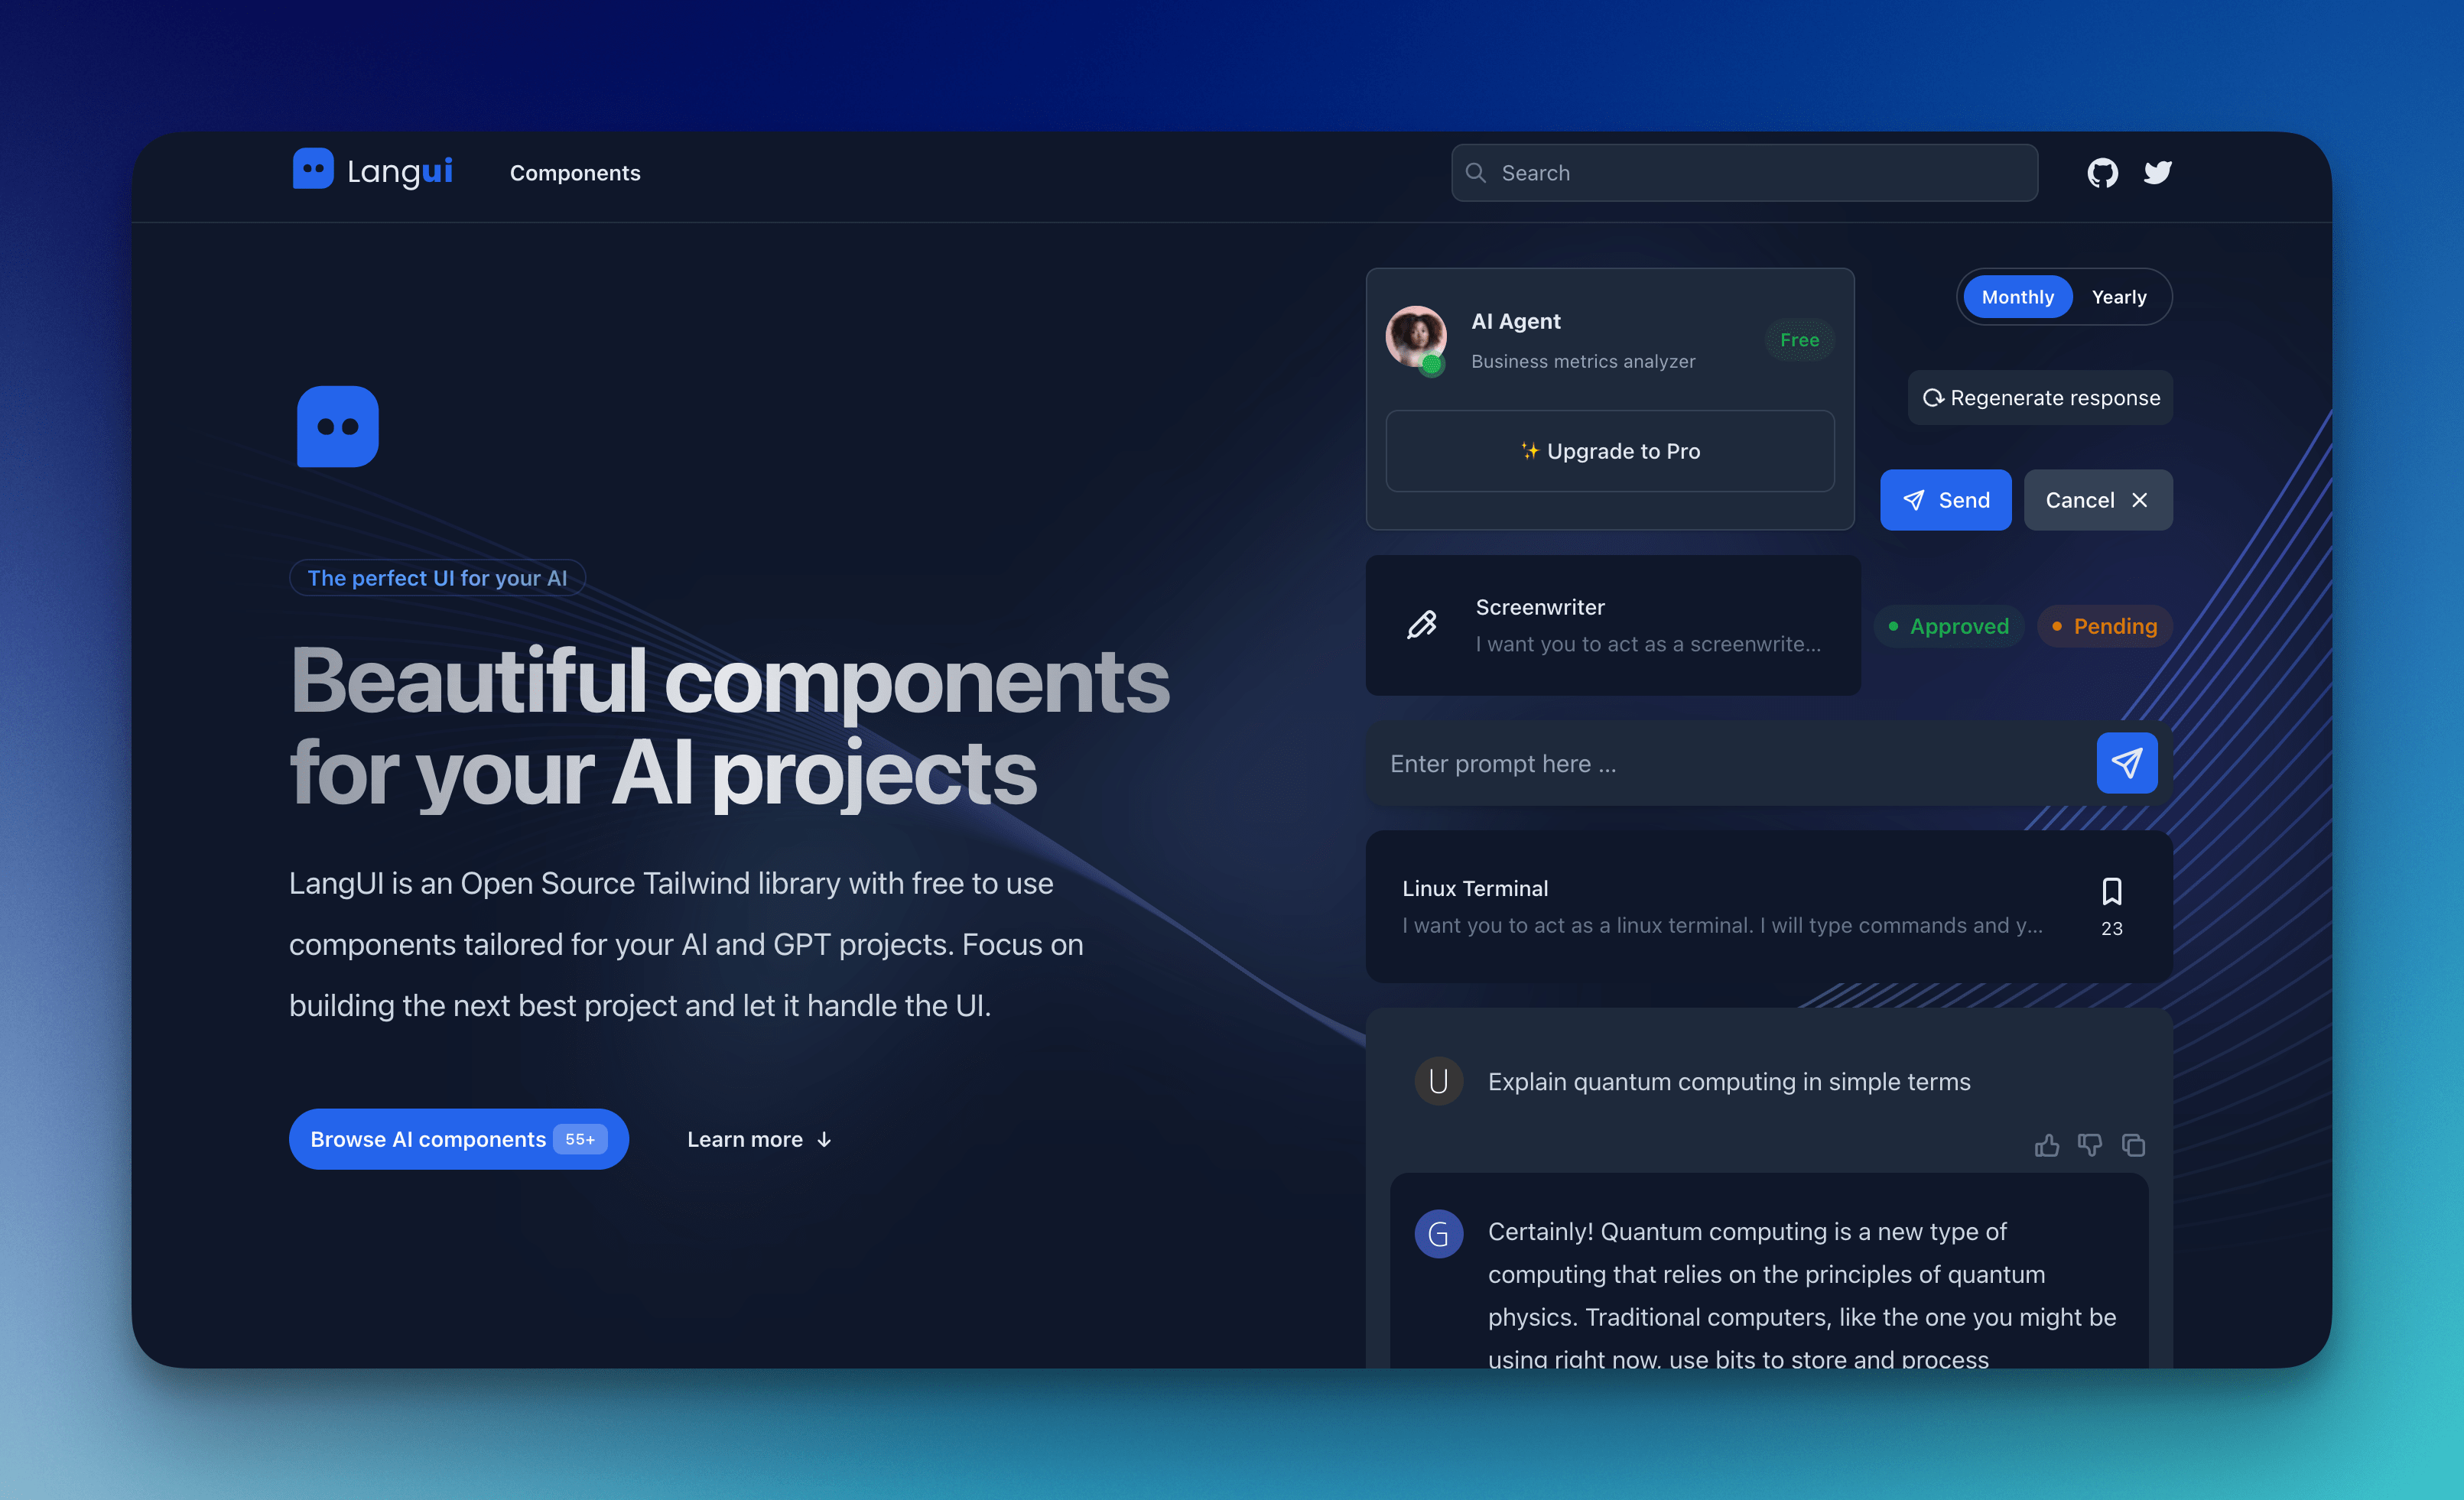 Langui
Components
Search
The perfect UI for your AI
Beautiful components
for your AI projects
LangUI is an Open Source Tailwind library with free to use
components tailored for your AI and GPT projects. Focus on
building the next best project and let it handle the UI.
Browse AI components 55+
Learn more ↓
AI Agent
Business metrics analyzer
Free
✨ Upgrade to Pro
Monthly Yearly
Regenerate response
Send
Cancel
Screenwriter
I want you to act as a screenwrite...
Approved
Pending
Enter prompt here ...
Linux Terminal
I want you to act as a linux terminal. I will type commands and y...
23
U
Explain quantum computing in simple terms
G
Certainly! Quantum computing is a new type of
computing that relies on the principles of quantum
physics. Traditional computers, like the one you might be
using right now, use bits to store and process